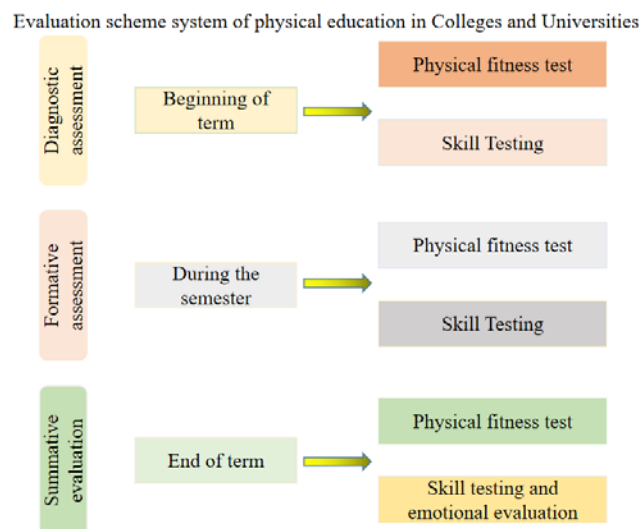 Evaluation scheme system of physical education in Colleges and Universities
Diagnostic
assessment
Beginning of
term
Physical fitness test
Skill Testing
Formative
assessment
During the
semester
Physical fitness test
Skill Testing
Summative
evaluation
End of term
Physical fitness test
Skill testing and
emotional evaluation